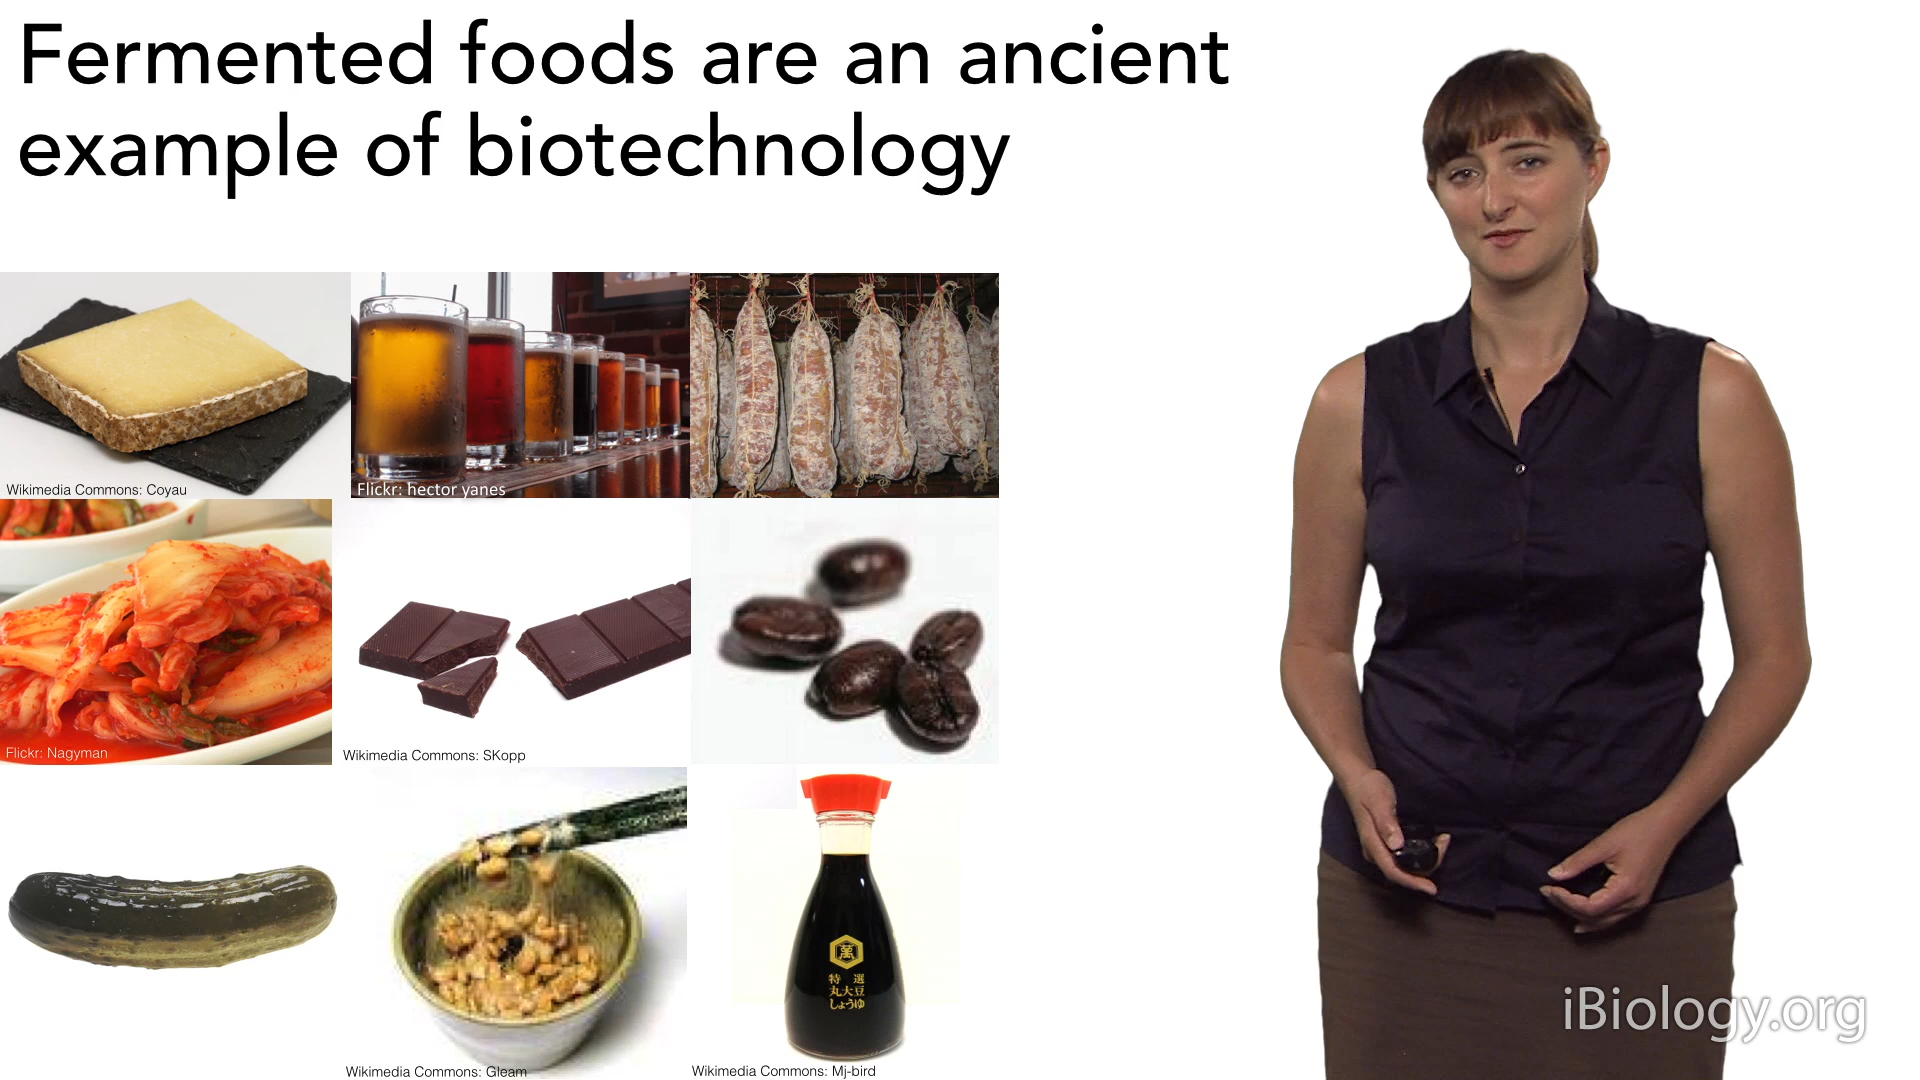 Fermented foods are an ancient
example of biotechnology
Wikimedia Commons: Coyau
Flickr: hector yanes
Flickr: Nagyman
Wikimedia Commons: SKopp
萬
特選
丸大豆
しょうゆ
Wikimedia Commons: Gleam
Wikimedia Commons: Mj-bird
iBiology.org